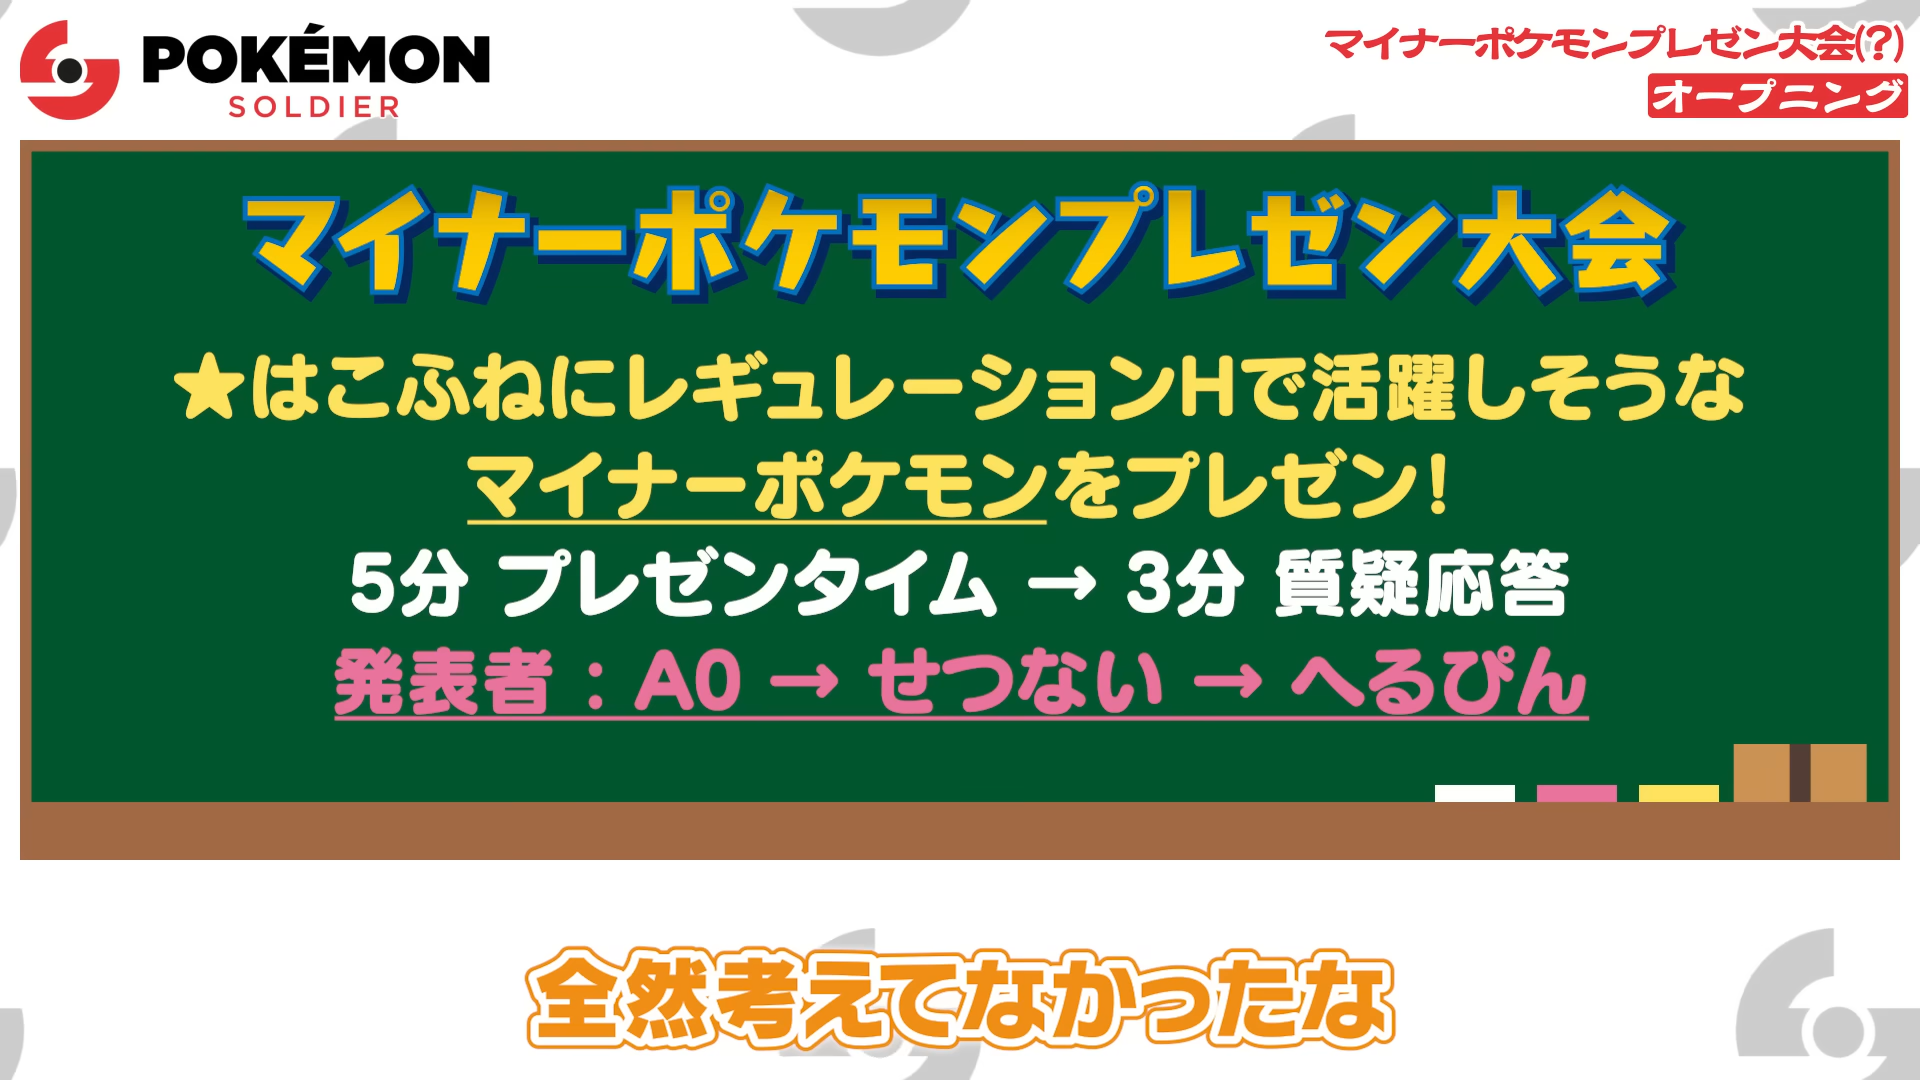 POKÉMON
SOLDIER
マイナーポケモンプレゼン大会(?)
オープニング
マイナーポケモンプレゼン大会
★はこふねにレギュレーションHで活躍しそうな
マイナーポケモンをプレゼン!
5分 プレゼンタイム → 3分 質疑応答
発表者：A0 → せつない → へるぴん
全然考えてなかったな